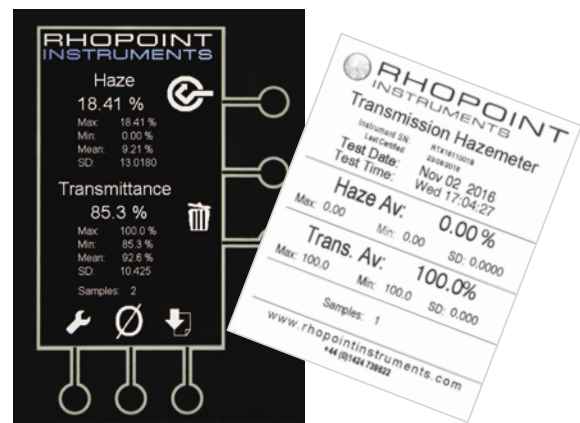 RHOPOINT
INSTRUMENTS
Haze
18.41 %
Max: 18.41 %
Min: 0.00 %
Mean: 9.21 %
SD: 13.0180
Transmittance
85.3 %
Max: 100.0 %
Min: 85.3 %
Mean: 92.6 %
SD: 10.425
Samples: 2
RHOPOINT
INSTRUMENTS
Transmission Hazemeter
Instrument SN:
Last Certified:
Test Date: Nov 02 2016
Test Time: Wed 17:04:27
Haze Av: 0.00%
Max: 0.00 Min: 0.00 SD: 0.0000
Trans. Av: 100.0%
Max: 100.0 Min: 100.0 SD: 0.000
Samples: 1
www.rhopointinstruments.com
+44 (0)1424 739622